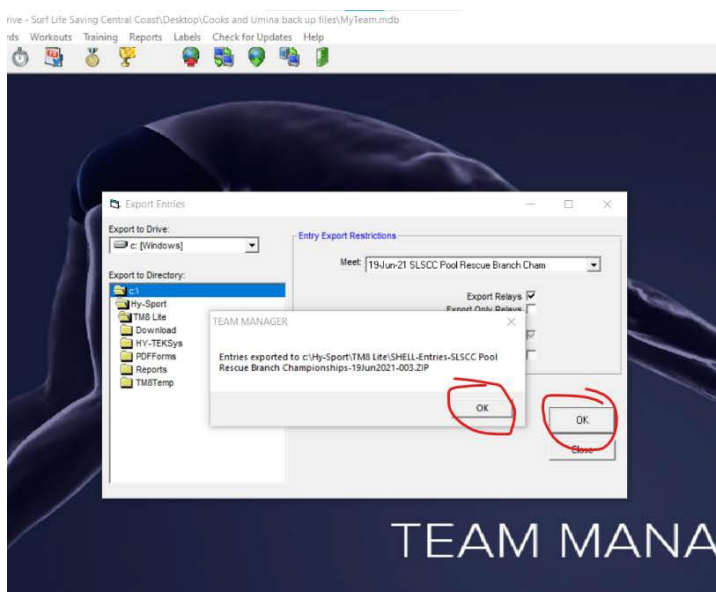 rive - Surf Life Saving Central Coast\Desktop\Cooks and Umina back up files\MyTeam.mdb
rds Workouts Training Reports Labels Check for Updates Help
Export Entries
Export to Drive:
c: [Windows]
Export to Directory:
c:\
Hy-Sport
TM8 Lite
Download
HY-TEKSys
PDFForms
Reports
TM8Temp
Entry Export Restrictions
Meet: 19-Jun-21 SLSCC Pool Rescue Branch Cham
Export Relays
Export Only Relays
TEAM MANAGER
Entries exported to c:\Hy-Sport\TM8 Lite\SHELL-Entries-SLSCC Pool
Rescue Branch Championships-19Jun2021-003.ZIP
OK
OK
Close
TEAM MANA